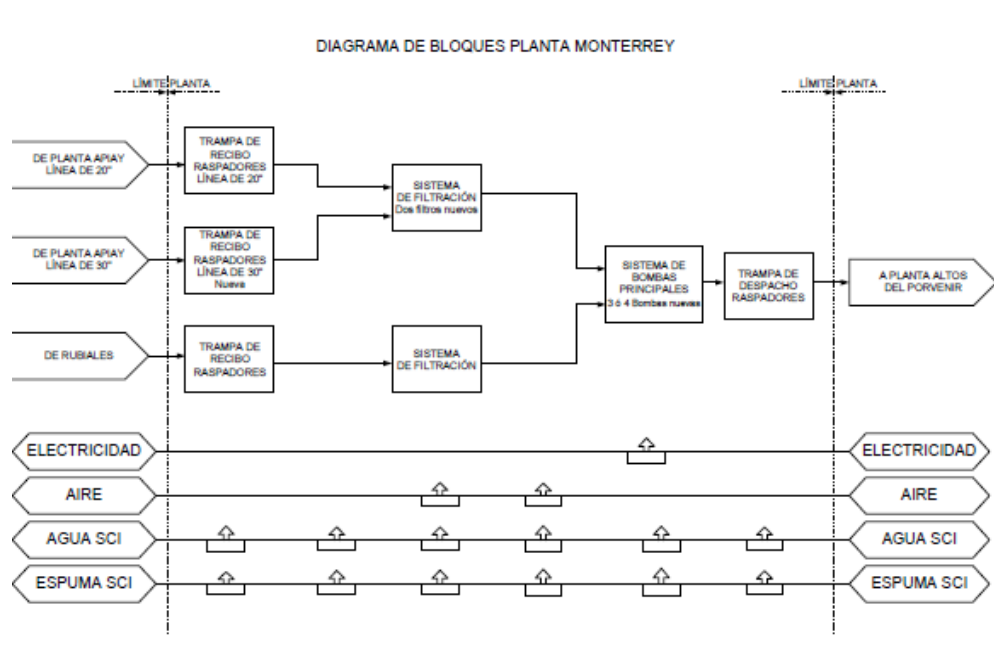 DIAGRAMA DE BLOQUES PLANTA MONTERREY
LÍMITE PLANTA
LÍMITE PLANTA
DE PLANTA APIAY
LÍNEA DE 20"
TRAMPA DE
RECIBO
RASPADORES
LÍNEA DE 20"
SISTEMA
DE FILTRACIÓN
Dos filtros nuevos
DE PLANTA APIAY
LÍNEA DE 30"
TRAMPA DE
RECIBO
RASPADORES
LÍNEA DE 30"
Nueva
SISTEMA DE
BOMBAS
PRINCIPALES
3 ó 4 Bombas nuevas
TRAMPA DE
DESPACHO
RASPADORES
A PLANTA ALTOS
DEL PORVENIR
DE RUBIALES
TRAMPA DE
RECIBO
RASPADORES
SISTEMA
DE FILTRACIÓN
ELECTRICIDAD
ELECTRICIDAD
AIRE
AIRE
AGUA SCI
AGUA SCI
ESPUMA SCI
ESPUMA SCI